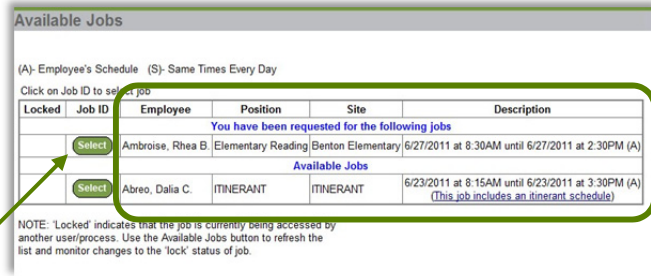 Available Jobs
(A)- Employee's Schedule (S)- Same Times Every Day
Click on Job ID to select job
Locked Job ID Employee Position Site Description
You have been requested for the following jobs
Select Ambroise, Rhea B. Elementary Reading Benton Elementary 6/27/2011 at 8:30AM until 6/27/2011 at 2:30PM (A)
Available Jobs
Select Abreo, Dalia C. ITINERANT ITINERANT 6/23/2011 at 8:15AM until 6/23/2011 at 3:30PM (A)
(This job includes an itinerant schedule)
NOTE: 'Locked' indicates that the job is currently being accessed by
another user/process. Use the Available Jobs button to refresh the
list and monitor changes to the 'lock' status of job.